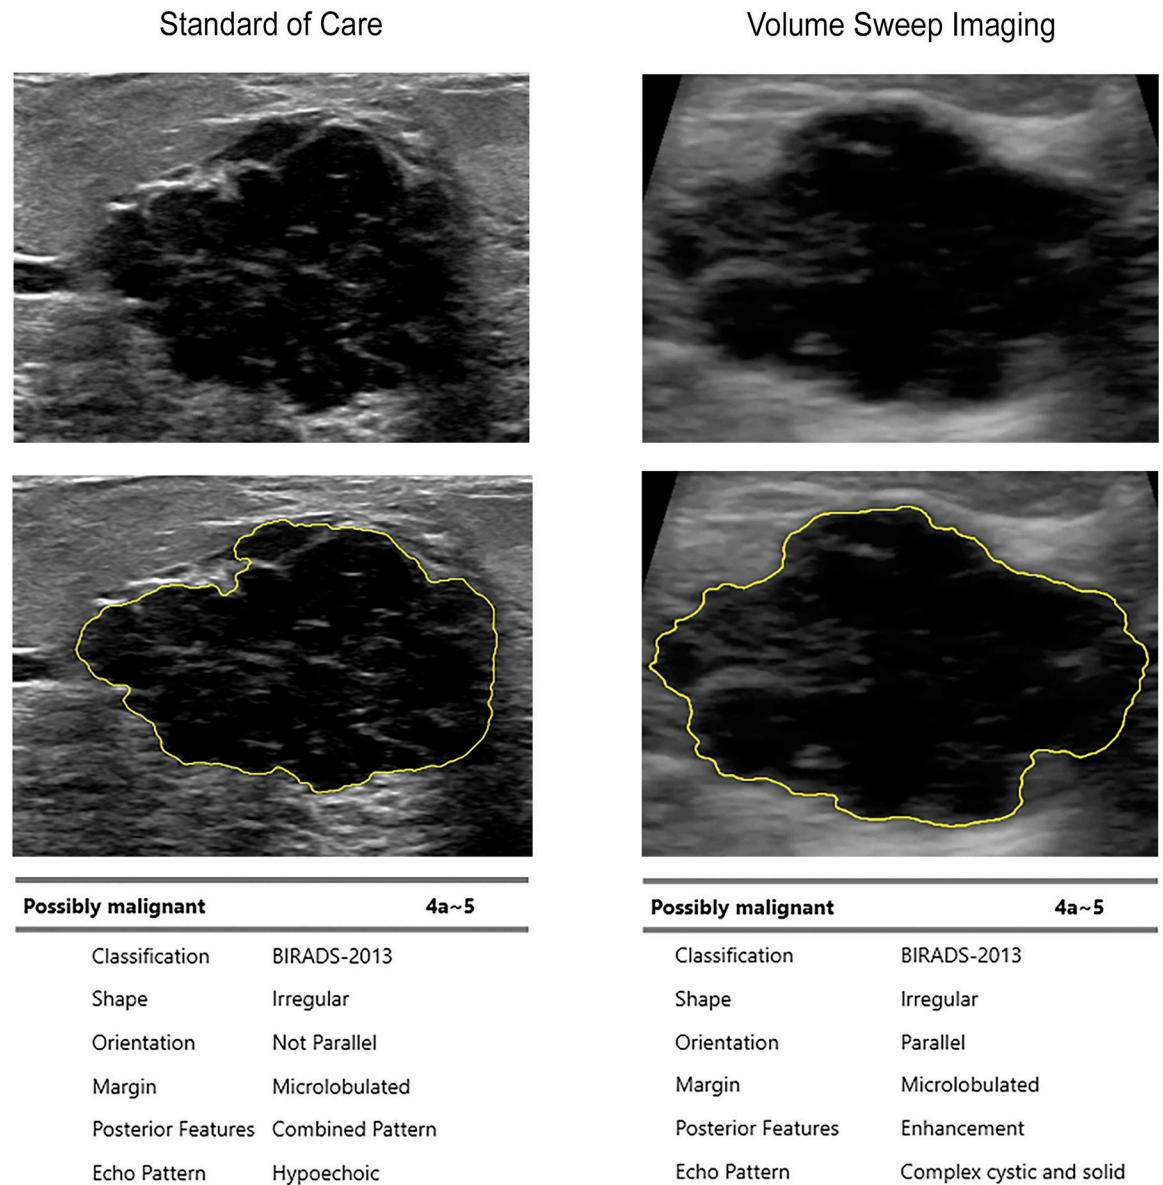 Standard of Care
Volume Sweep Imaging
Possibly malignant 4a~5
Classification BIRADS-2013
Shape Irregular
Orientation Not Parallel
Margin Microlobulated
Posterior Features Combined Pattern
Echo Pattern Hypoechoic
Possibly malignant 4a~5
Classification BIRADS-2013
Shape Irregular
Orientation Parallel
Margin Microlobulated
Posterior Features Enhancement
Echo Pattern Complex cystic and solid